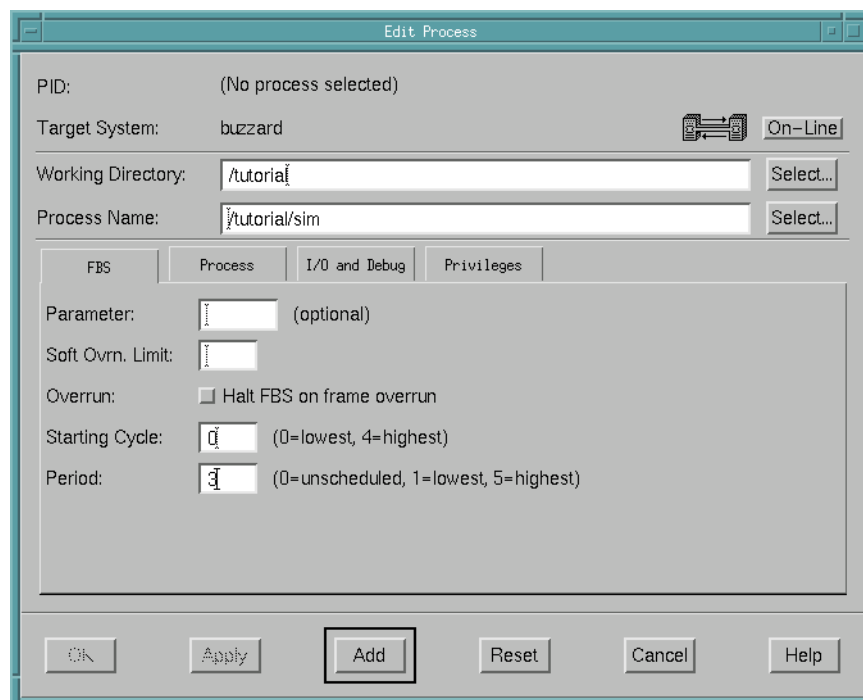 Edit Process
PID: (No process selected)
Target System: buzzard On-Line
Working Directory: /tutorial Select...
Process Name: /tutorial/sim Select...
FBS Process I/O and Debug Privileges
Parameter: (optional)
Soft Ovrn. Limit:
Overrun: Halt FBS on frame overrun
Starting Cycle: 0 (0=lowest, 4=highest)
Period: 3 (0=unscheduled, 1=lowest, 5=highest)
OK Apply Add Reset Cancel Help